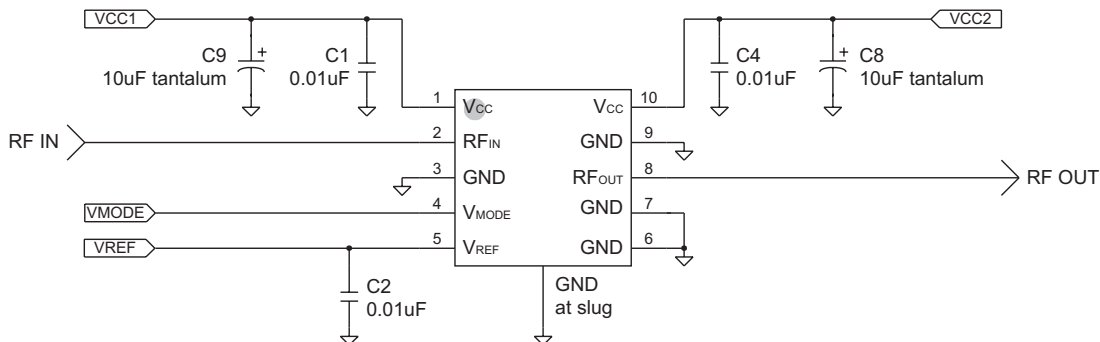 VCC1
VCC2
C9
+
10uF tantalum
C1
0.01uF
C4
0.01uF
+
C8
10uF tantalum
1
VCC
VCC
10
RF IN
2
RFIN
GND
9
3
GND
RFOUT
8
RF OUT
VMODE
4
VMODE
GND
7
VREF
5
VREF
GND
6
C2
0.01uF
GND
at slug